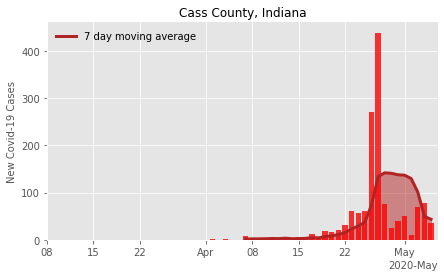 Cass County, Indiana
7 day moving average
New Covid-19 Cases
400
300
200
100
0
08 15 22 Apr 08 15 22 May
2020-May